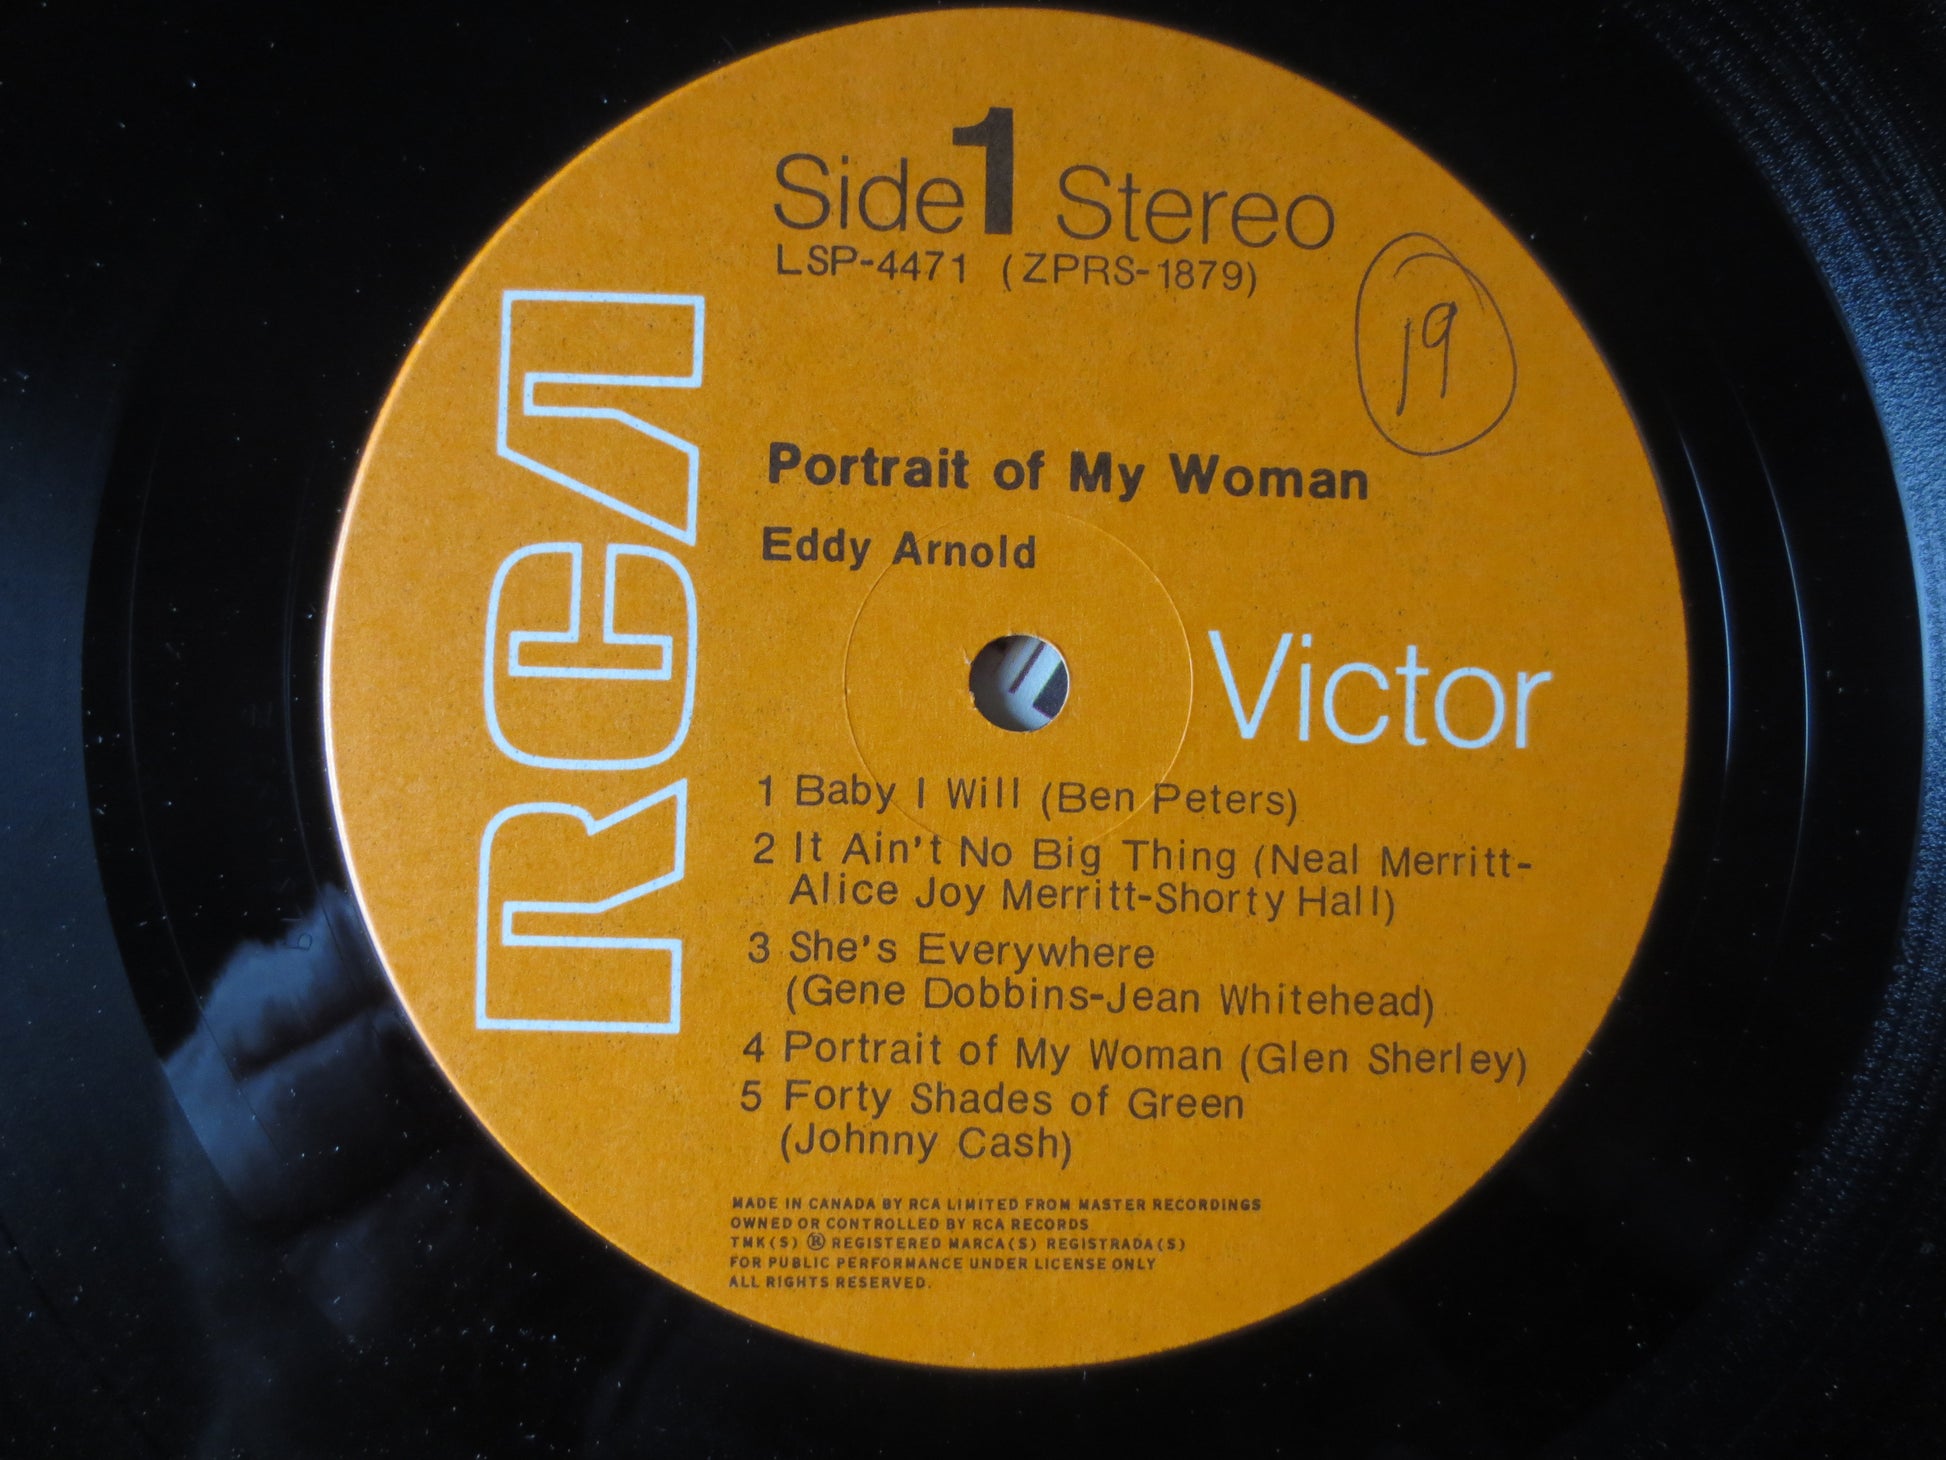 Side 1 Stereo
LSP-4471 (ZPRS-1879)
19
RCA
Portrait of My Woman
Eddy Arnold
Victor
1 Baby I Will (Ben Peters)
2 It Ain't No Big Thing (Neal Merritt-
Alice Joy Merritt-Shorty Hall)
3 She's Everywhere
(Gene Dobbins-Jean Whitehead)
4 Portrait of My Woman (Glen Sherley)
5 Forty Shades of Green
(Johnny Cash)
MADE IN CANADA BY RCA LIMITED FROM MASTER RECORDINGS
OWNED OR CONTROLLED BY RCA RECORDS
TMK(S) ® REGISTERED MARCA(S) REGISTRADA(S)
FOR PUBLIC PERFORMANCE UNDER LICENSE ONLY
ALL RIGHTS RESERVED.